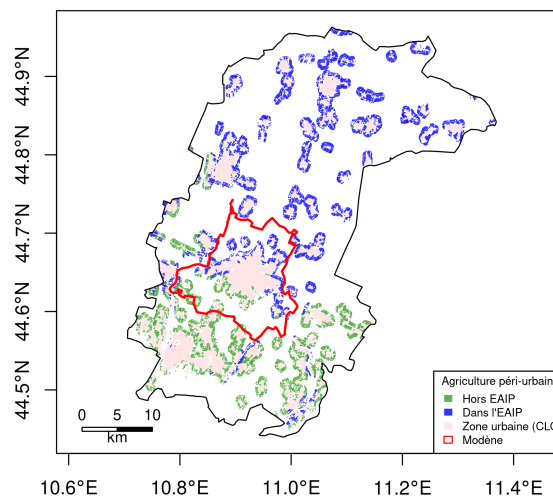 44.9°N
44.8°N
44.7°N
44.6°N
44.5°N
0 5 10
km
Agriculture péri-urbain
Hors EAIP
Dans l'EAIP
Zone urbaine (CLC
Modène
10.6°E 10.8°E 11.0°E 11.2°E 11.4°E